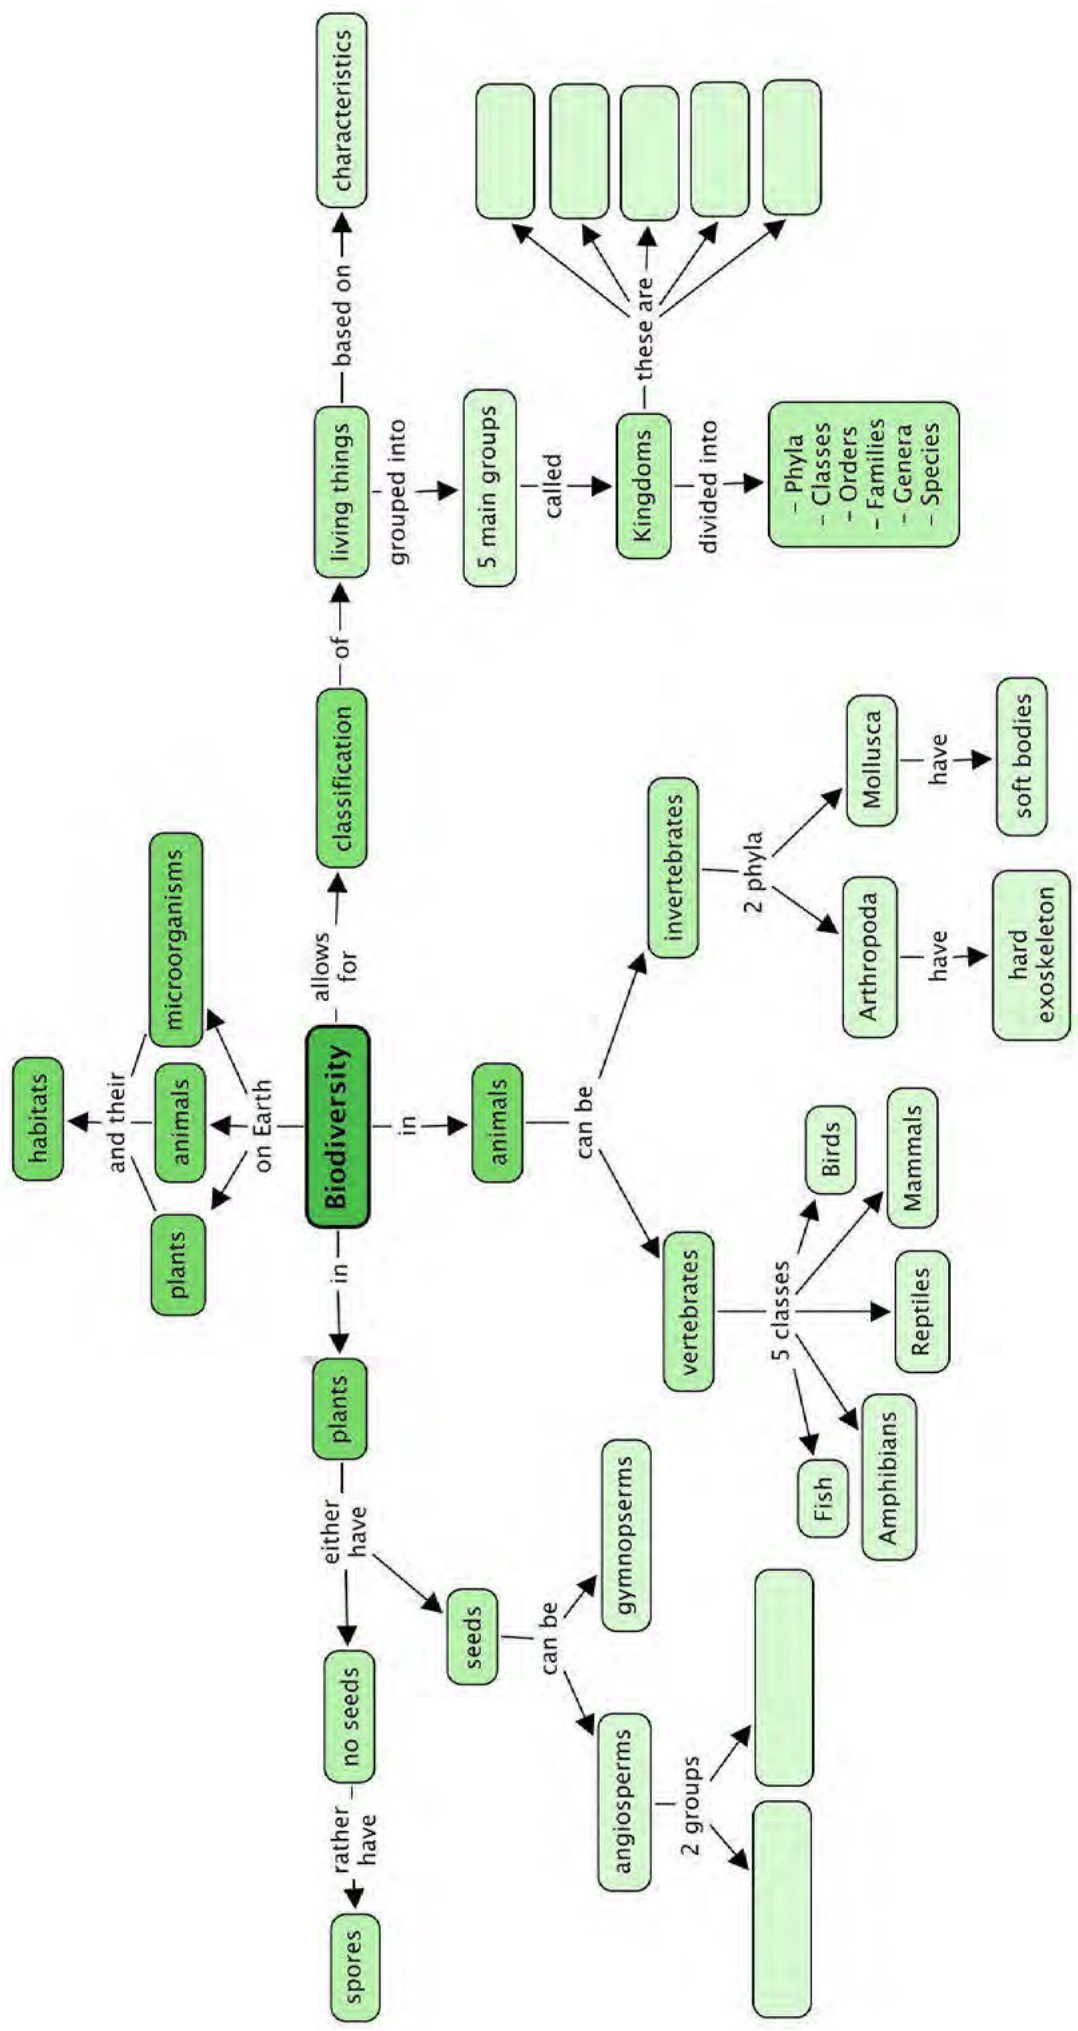 habitats
and their
plants
animals
microorganisms
on Earth
Biodiversity
allows
for
classification
of
living things
based on
characteristics
grouped into
5 main groups
called
Kingdoms
these are
divided into
– Phyla
– Classes
– Orders
– Families
– Genera
– Species
in
animals
can be
vertebrates
5 classes
Fish
Amphibians
Reptiles
Mammals
Birds
invertebrates
2 phyla
Arthropoda
have
hard
exoskeleton
Mollusca
have
soft bodies
in
plants
either
have
no seeds
rather
have
spores
seeds
can be
angiosperms
2 groups
gymnopserms